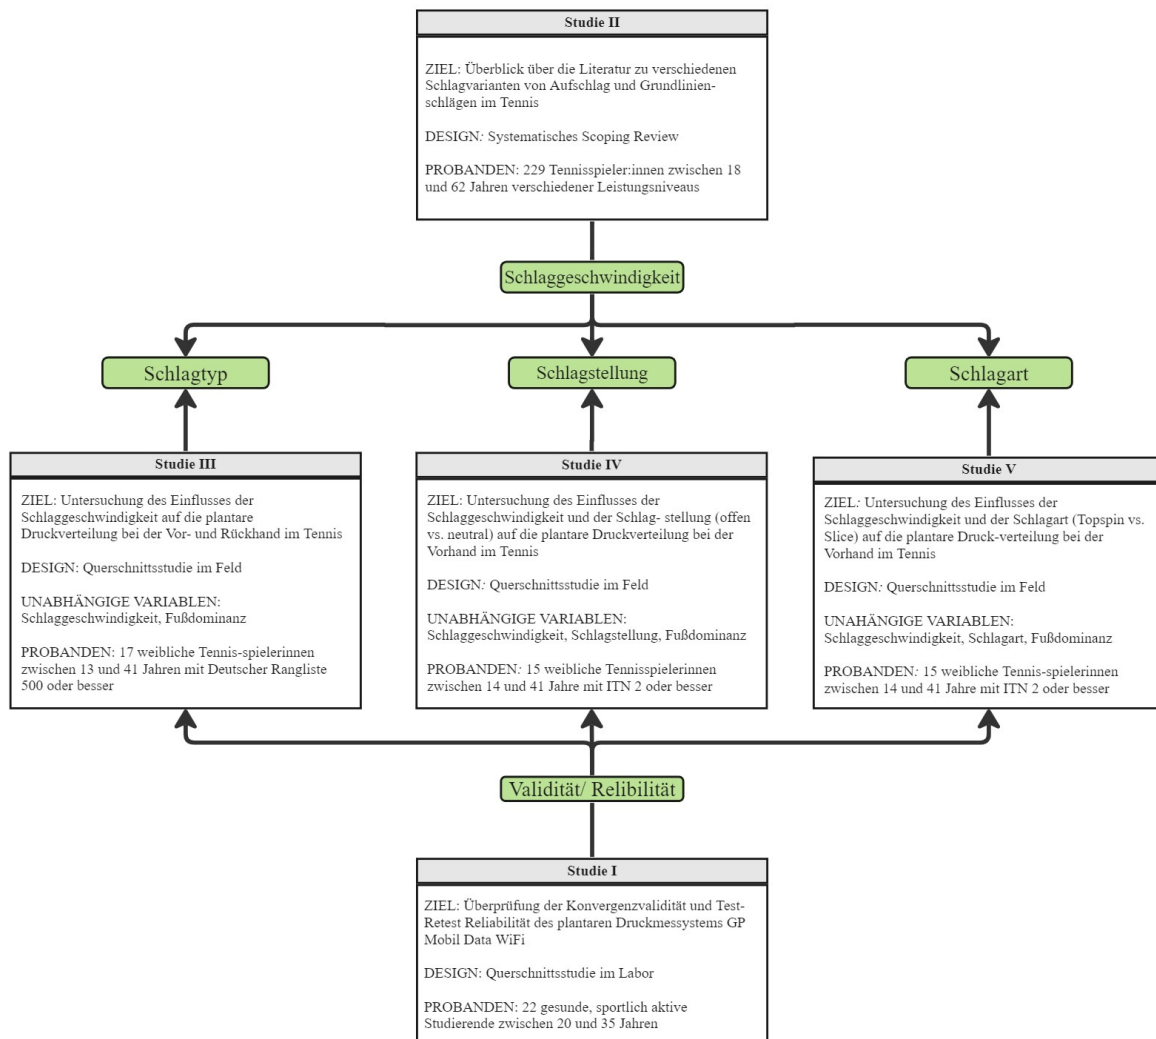 Studie II
ZIEL: Überblick über die Literatur zu verschiedenen
Schlagvarianten von Aufschlag und Grundlinien-
schlägen im Tennis
DESIGN: Systematisches Scoping Review
PROBANDEN: 229 Tennisspieler:innen zwischen 18
und 62 Jahren verschiedener Leistungsniveaus
Schlaggeschwindigkeit
Schlagtyp
Schlagstellung
Schlagart
Studie III
ZIEL: Untersuchung des Einflusses der
Schlaggeschwindigkeit auf die plantare
Druckverteilung bei der Vor- und Rückhand im Tennis
DESIGN: Querschnittsstudie im Feld
UNABHÄNGIGE VARIABLEN:
Schlaggeschwindigkeit, Fußdominanz
PROBANDEN: 17 weibliche Tennis-spielerinnen
zwischen 13 und 41 Jahren mit Deutscher Rangliste
500 oder besser
Studie IV
ZIEL: Untersuchung des Einflusses der
Schlaggeschwindigkeit und der Schlag- stellung (offen
vs. neutral) auf die plantare Druckverteilung bei der
Vorhand im Tennis
DESIGN: Querschnittsstudie im Feld
UNABHÄNGIGE VARIABLEN:
Schlaggeschwindigkeit, Schlagstellung, Fußdominanz
PROBANDEN: 15 weibliche Tennisspielerinnen
zwischen 14 und 41 Jahre mit ITN 2 oder besser
Studie V
ZIEL: Untersuchung des Einflusses der
Schlaggeschwindigkeit und der Schlagart (Topspin vs.
Slice) auf die plantare Druck-verteilung bei der
Vorhand im Tennis
DESIGN: Querschnittsstudie im Feld
UNAHÄNGIGE VARIABLEN:
Schlaggeschwindigkeit, Schlagart, Fußdominanz
PROBANDEN: 15 weibliche Tennis-spielerinnen
zwischen 14 und 41 Jahre mit ITN 2 oder besser
Validität/ Relibilität
Studie I
ZIEL: Überprüfung der Konvergenzvalidität und Test-
Retest Reliabilität des plantaren Druckmessystems GP
Mobil Data WiFi
DESIGN: Querschnittsstudie im Labor
PROBANDEN: 22 gesunde, sportlich aktive
Studierende zwischen 20 und 35 Jahren